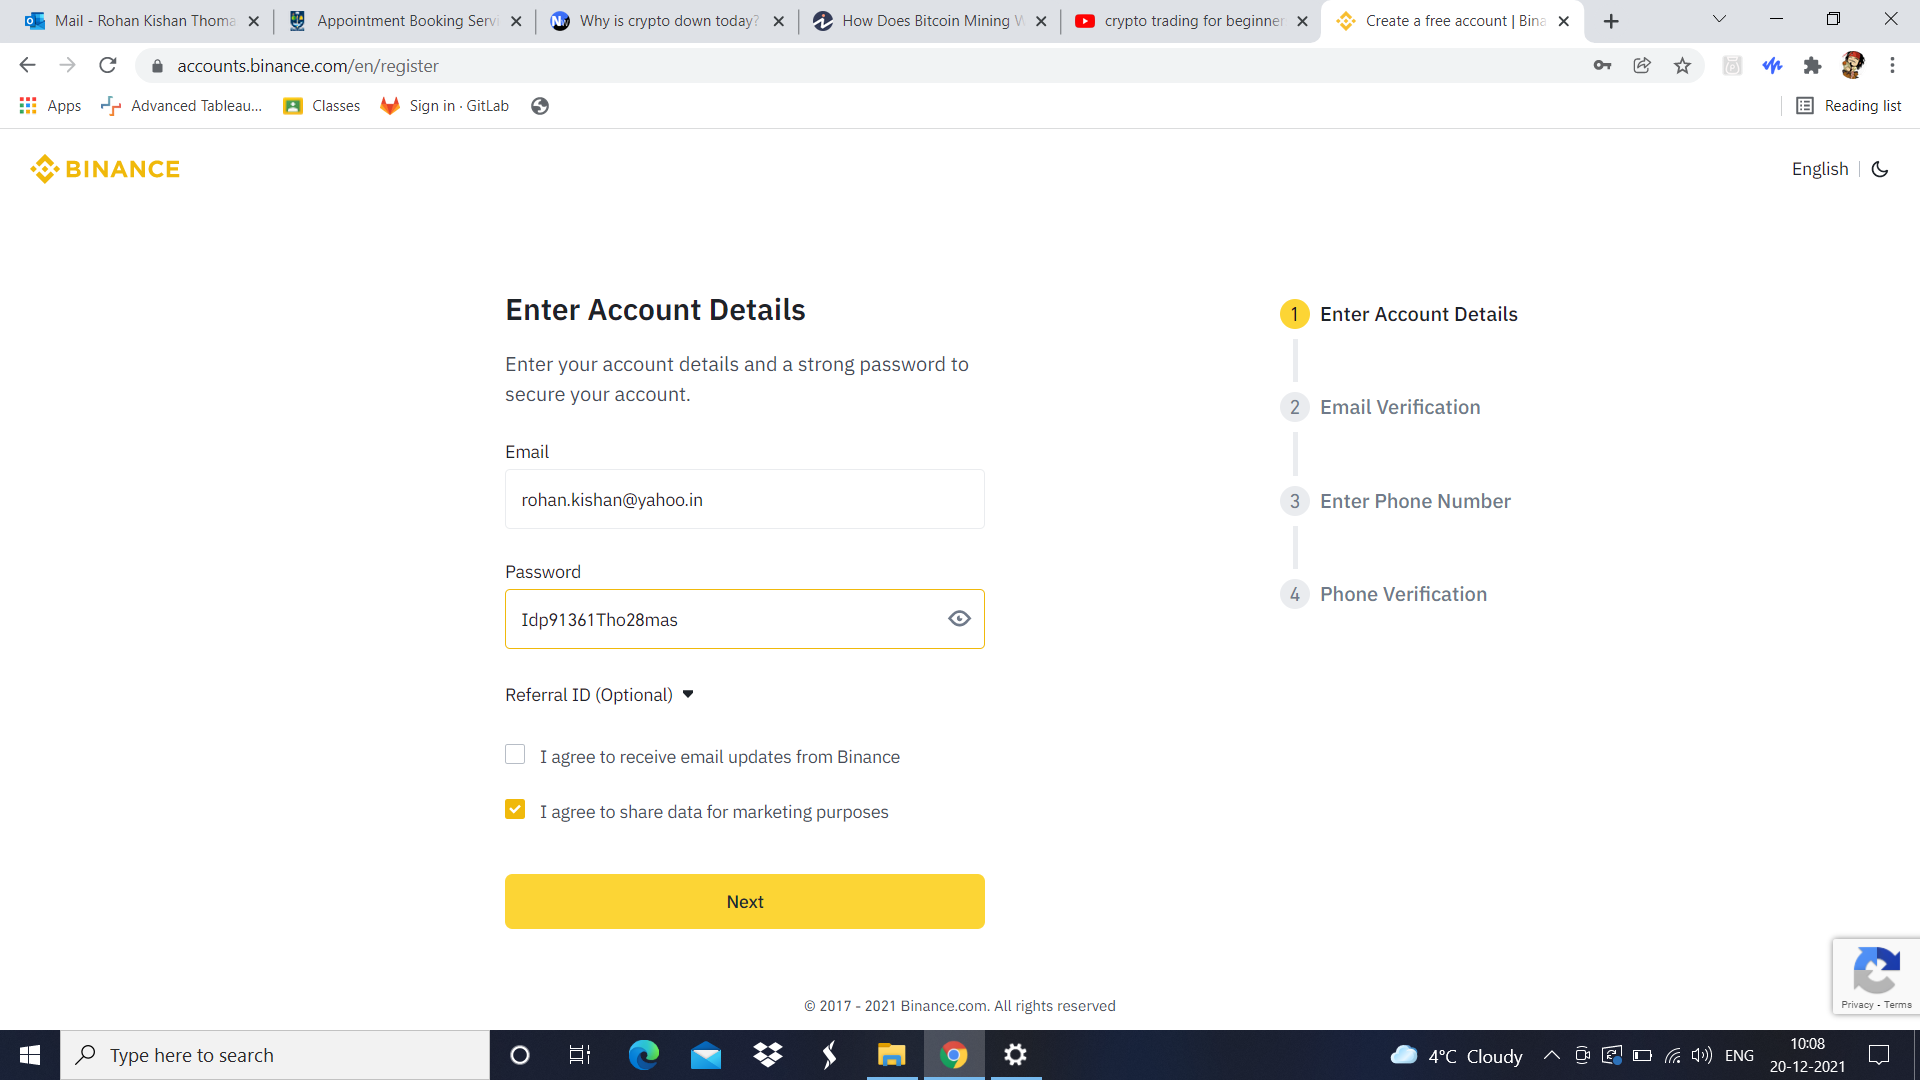 Mail - Rohan Kishan Thoma
Appointment Booking Servi
Why is crypto down today?
How Does Bitcoin Mining W
crypto trading for beginner
Create a free account | Bina
accounts.binance.com/en/register
Apps
Advanced Tableau...
Classes
Sign in · GitLab
Reading list
BINANCE
English
Enter Account Details
Enter your account details and a strong password to
secure your account.
Email
rohan.kishan@yahoo.in
Password
Idp91361Tho28mas
Referral ID (Optional)
I agree to receive email updates from Binance
I agree to share data for marketing purposes
Next
1 Enter Account Details
2 Email Verification
3 Enter Phone Number
4 Phone Verification
Privacy - Terms
© 2017 - 2021 Binance.com. All rights reserved
Type here to search
4°C Cloudy
ENG
10:08
20-12-2021